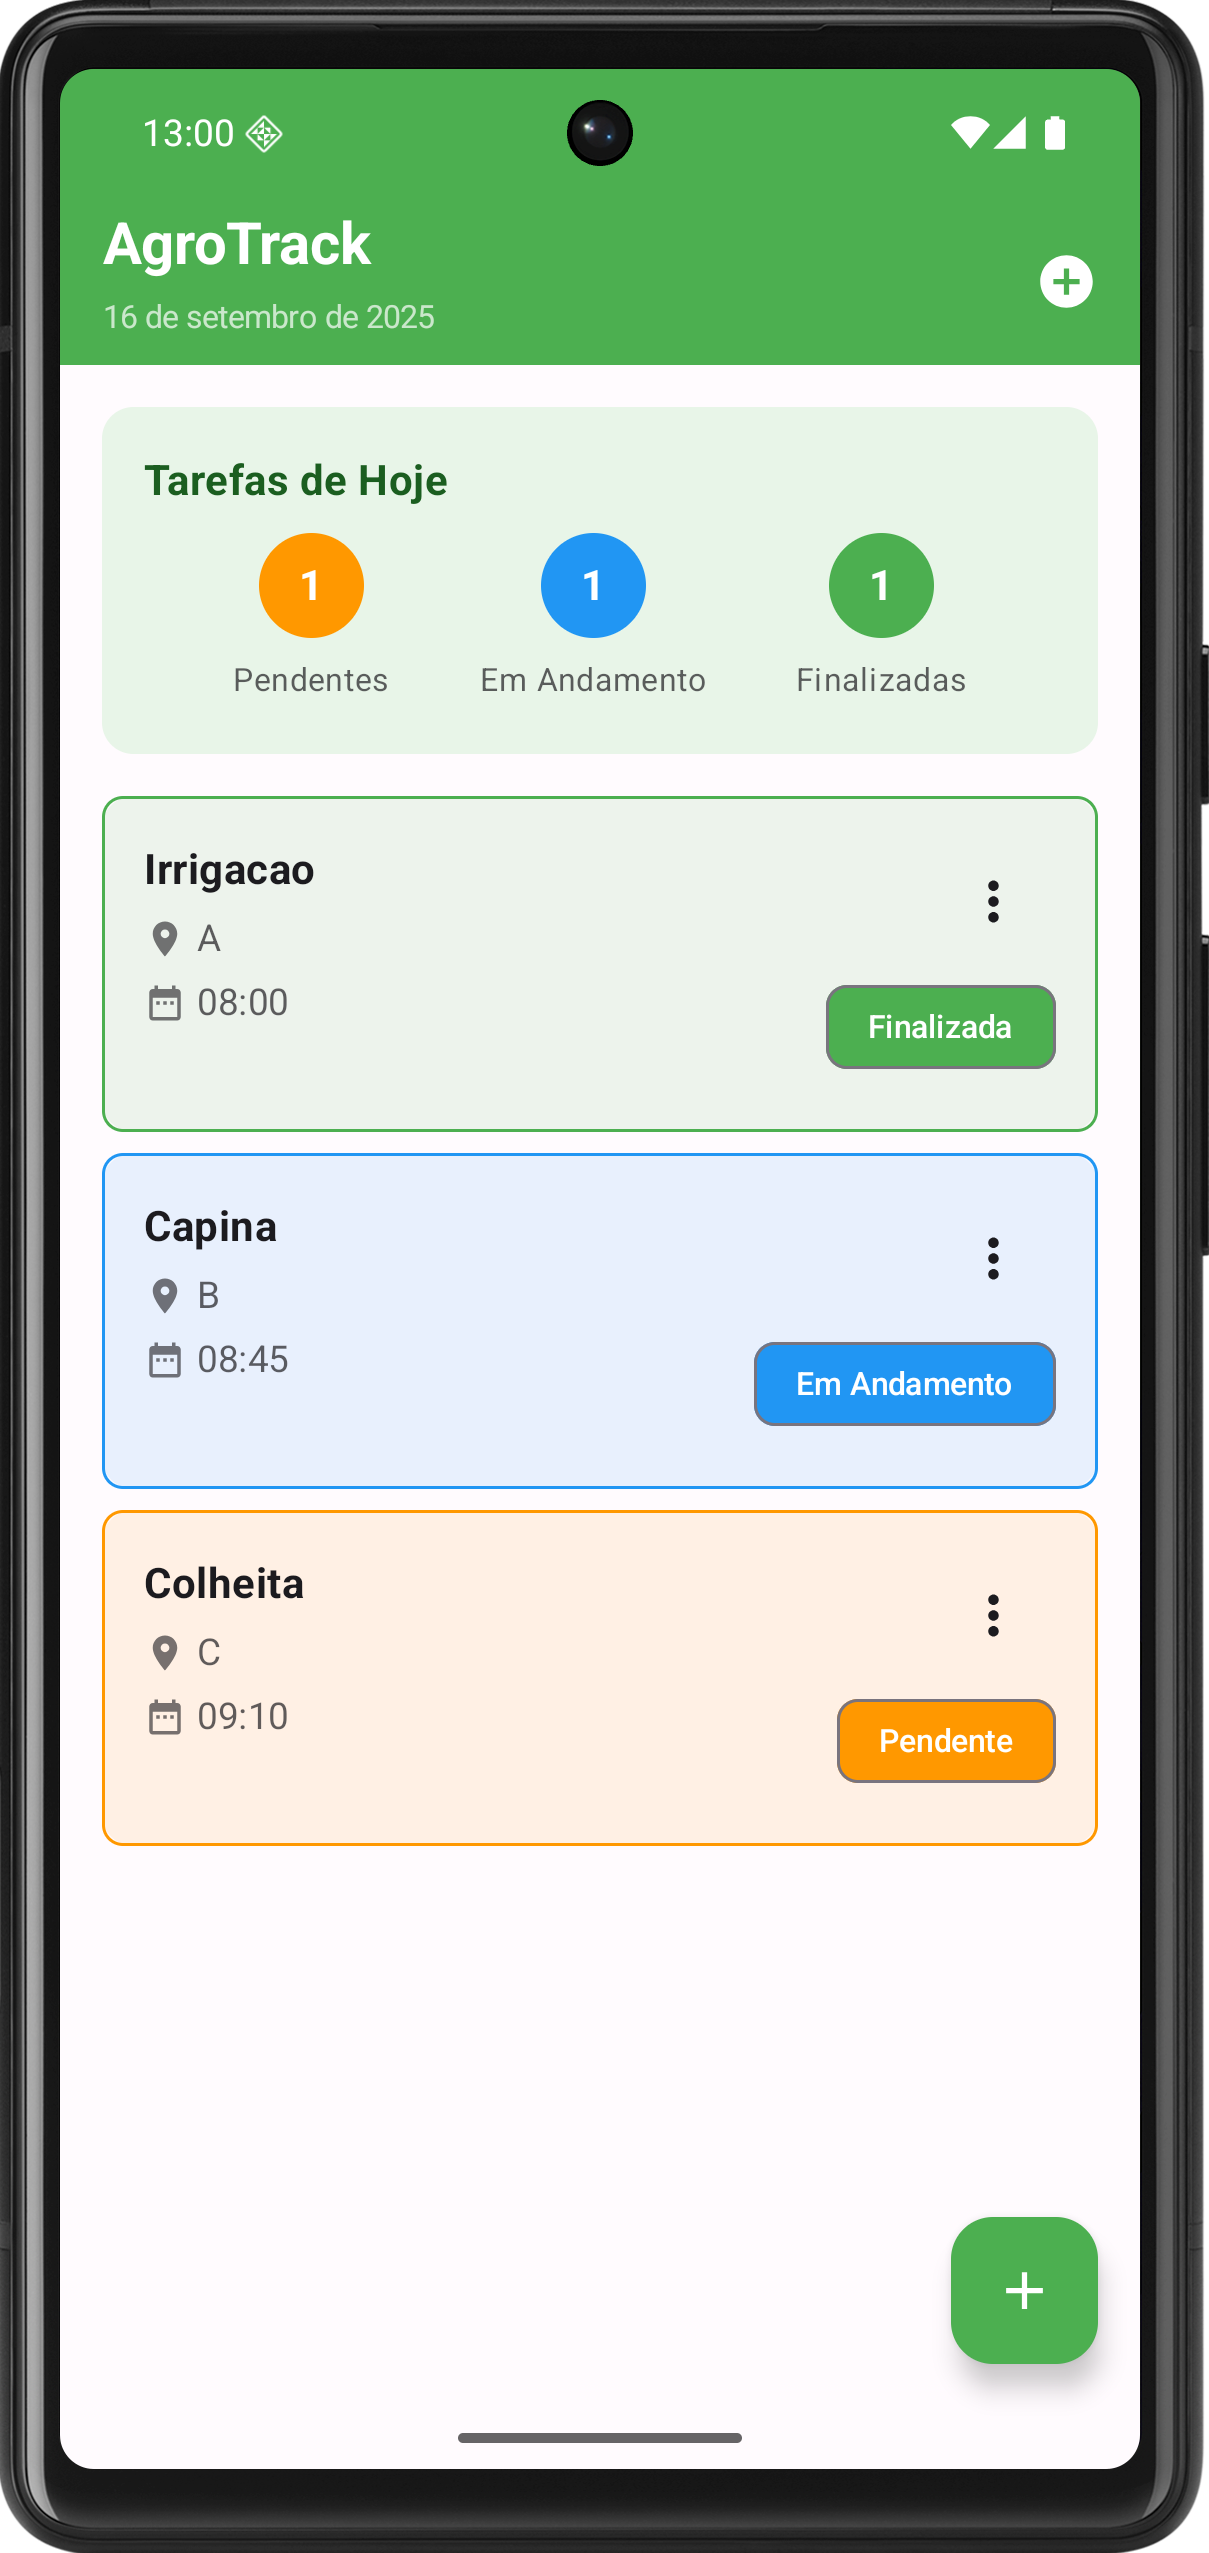 13:00
AgroTrack
16 de setembro de 2025
Tarefas de Hoje
1 1 1
Pendentes Em Andamento Finalizadas
Irrigacao
A
08:00
Finalizada
Capina
B
08:45
Em Andamento
Colheita
C
09:10
Pendente